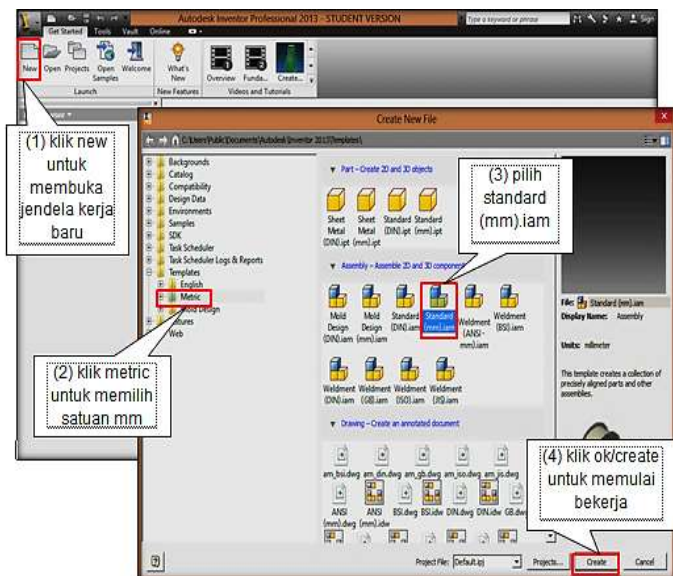 Autodesk Inventor Professional 2013 - STUDENT VERSION
Type a keyword or phrase
Sign
Get Started Tools Vault Online
New Open Projects Open Samples Welcome
What's New
Overview Funda... Create...
Launch
New Features
Videos and Tutorials
(1) klik new
untuk
membuka
jendela kerja
baru
Create New File
C:\Users\Public\Documents\Autodesk\Inventor 2013\Templates\
Backgrounds
Catalog
Compatibility
Design Data
Environments
Samples
SDK
Task Scheduler
Task Scheduler Logs & Reports
Templates
English
Metric
Mold Design
Features
Web
(2) klik metric
untuk memilih
satuan mm
Part - Create 2D and 3D objects
Sheet Metal (DIN).ipt
Sheet Metal (mm).ipt
Standard (DIN).ipt
Standard (mm).ipt
(3) pilih
standard
(mm).iam
Assembly - Assemble 2D and 3D components
Mold Design (DIN).iam
Mold Design (mm).iam
Standard (DIN).iam
Standard (mm).iam
Weldment (ANSI - mm).iam
Weldment (BSI).iam
Weldment (DIN).iam
Weldment (GB).iam
Weldment (ISO).iam
Weldment (JIS).iam
Drawing - Create an annotated document
am_bsi.dwg am_din.dwg am_gb.dwg am_iso.dwg am_jis.dwg
ANSI (mm).dwg
ANSI (mm).idw
BSI.dwg BSI.idw DIN.dwg DIN.idw GB.dwg
File: Standard (mm).iam
Display Name: Assembly
Units: millimeter
This template creates a collection of
precisely aligned parts and other
assemblies.
(4) klik ok/create
untuk memulai
bekerja
Project File: Default.ipj
Projects...
Create
Cancel